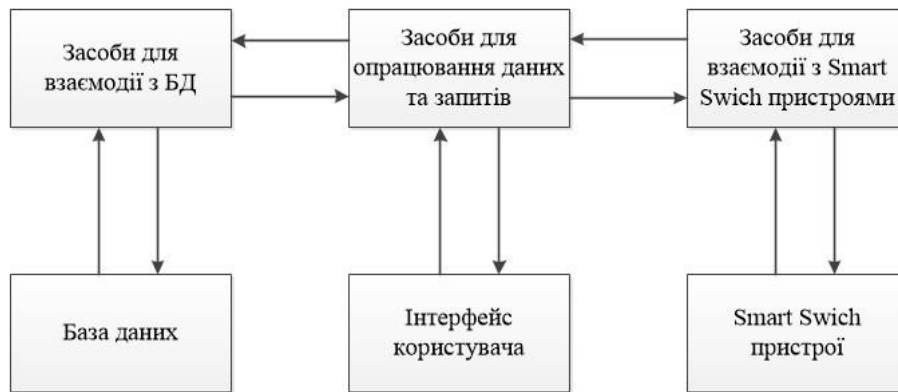 Засоби для
взаємодії з БД
Засоби для
опрацювання даних
та запитів
Засоби для
взаємодії з Smart
Swich пристроями
База даних
Інтерфейс
користувача
Smart Swich
пристрої